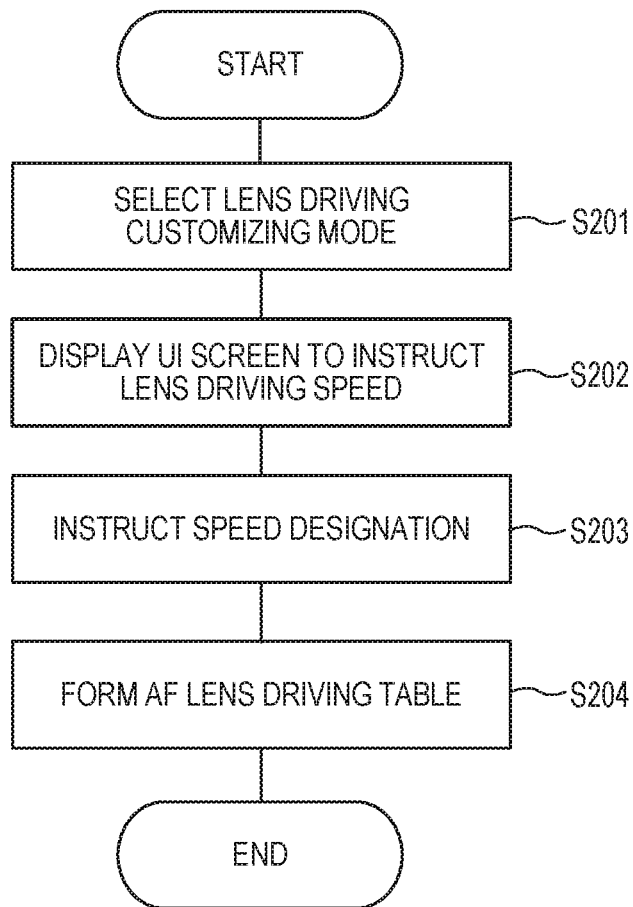 START
SELECT LENS DRIVING
CUSTOMIZING MODE
S201
DISPLAY UI SCREEN TO INSTRUCT
LENS DRIVING SPEED
S202
INSTRUCT SPEED DESIGNATION
S203
FORM AF LENS DRIVING TABLE
S204
END